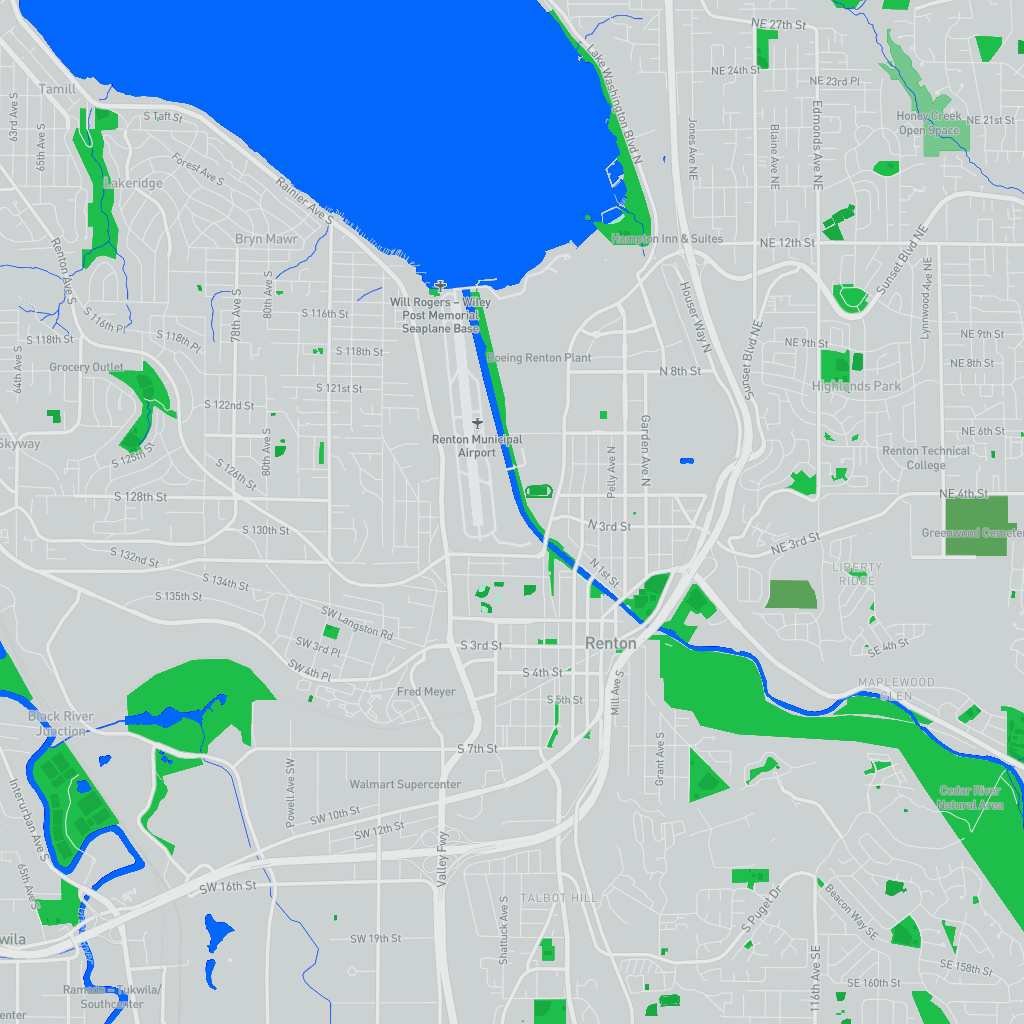 NE 27th St
Lake Washington Blvd N
NE 24th St
NE 23rd Pl
Tamill
63rd Ave S
65th Ave S
S Taft St
Jones Ave NE
Blaine Ave NE
Edmonds Ave NE
Honey Creek
Open Space
NE 21st St
Forest Ave S
Lakeridge
Rainier Ave S
Bryn Mawr
Hampton Inn & Suites
NE 12th St
Sunset Blvd NE
Renton Ave S
80th Ave S
78th Ave S
S 116th Pl
S 116th St
Will Rogers – Wiley
Post Memorial
Seaplane Base
Houser Way N
Lynnwood Ave NE
S 118th St
S 118th Pl
S 118th St
Boeing Renton Plant
Sunset Blvd NE
NE 9th St
NE 9th St
64th Ave S
Grocery Outlet
NE 8th St
N 8th St
S 121st St
Highlands Park
S 122nd St
Garden Ave N
Skyway
80th Ave S
Renton Municipal
Airport
NE 6th St
S 125th St
S 126th St
Pelly Ave N
Renton Technical
College
S 128th St
NE 4th St
S 130th St
N 3rd St
NE 3rd St
Greenwood Cemeter
S 132nd St
N 1st St
LIBERTY
RIDGE
S 134th St
S 135th St
SW Langston Rd
SW 3rd Pl
S 3rd St
Renton
SE 4th St
SW 4th Pl
S 4th St
Fred Meyer
S 5th St
Mill Ave S
MAPLEWOOD
GLEN
Black River
Junction
S 7th St
Grant Ave S
Interurban Ave S
Powell Ave SW
Walmart Supercenter
Cedar River
Natural Area
SW 10th St
SW 12th St
Valley Fwy
65th Ave S
SW 16th St
TALBOT HILL
S Puget Dr
Beacon Way SE
Shattuck Ave S
wila
SW 19th St
116th Ave SE
SE 158th St
SE 160th St
Tukwila/
Southcenter
enter